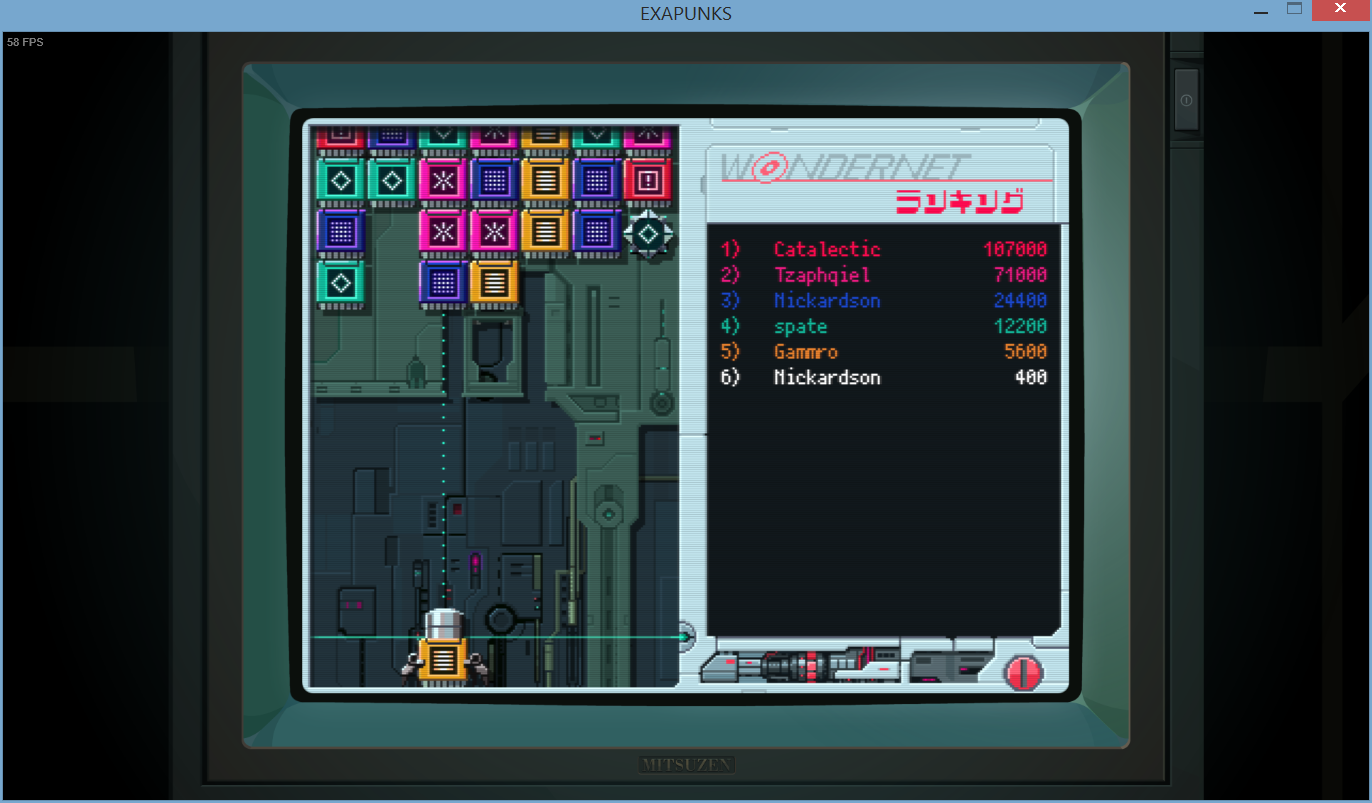 EXAPUNKS
58 FPS
WONDERNET
ランキング
1) Catalectic 107000
2) Tzaphqiel 71000
3) Nickardson 24400
4) spate 12200
5) Gammro 5600
6) Nickardson 400
MITSUZEN